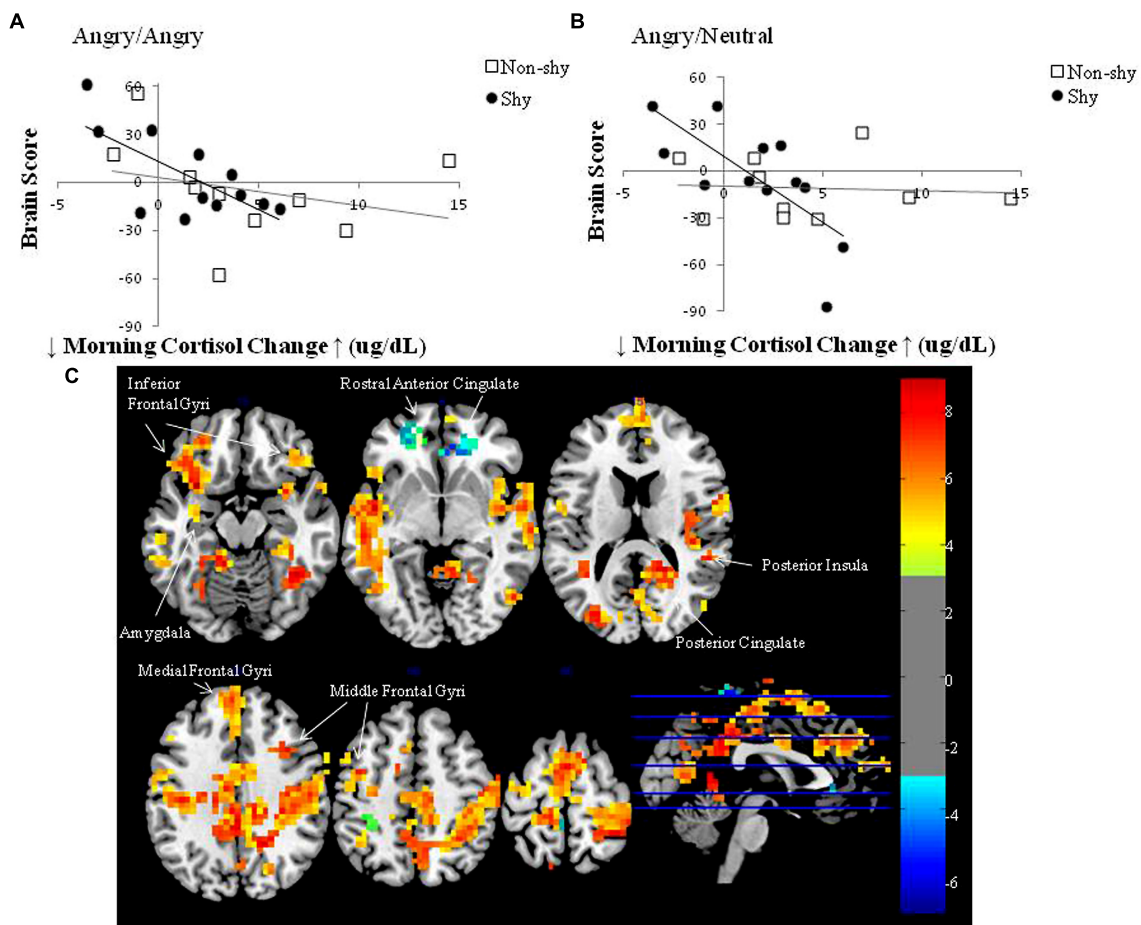 A
Angry/Angry
Non-shy
Shy
60
30
0
-30
-60
-90
-5
5
15
Brain Score
↓ Morning Cortisol Change ↑ (ug/dL)
B
Angry/Neutral
Non-shy
Shy
60
30
0
-30
-60
-90
-5
5
15
Brain Score
↓ Morning Cortisol Change ↑ (ug/dL)
C
Inferior
Frontal Gyri
Rostral Anterior Cingulate
Amygdala
Posterior Insula
Posterior Cingulate
Medial Frontal Gyri
Middle Frontal Gyri
8
6
4
2
0
-2
-4
-6